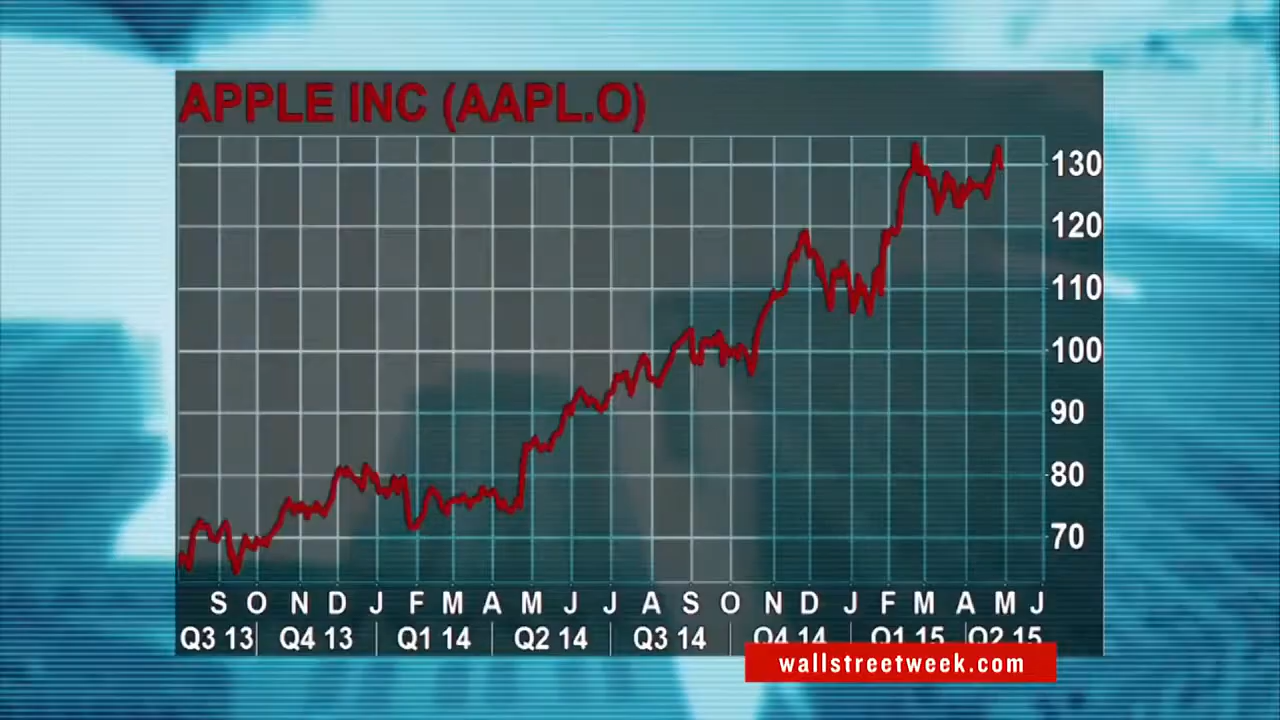 APPLE INC (AAPL.O)
130
120
110
100
90
80
70
S O N D J F M A M J J A S O N D J F M A M J
Q3 13 Q4 13 Q1 14 Q2 14 Q3 14 Q4 14 Q1 15 Q2 15
wallstreetweek.com